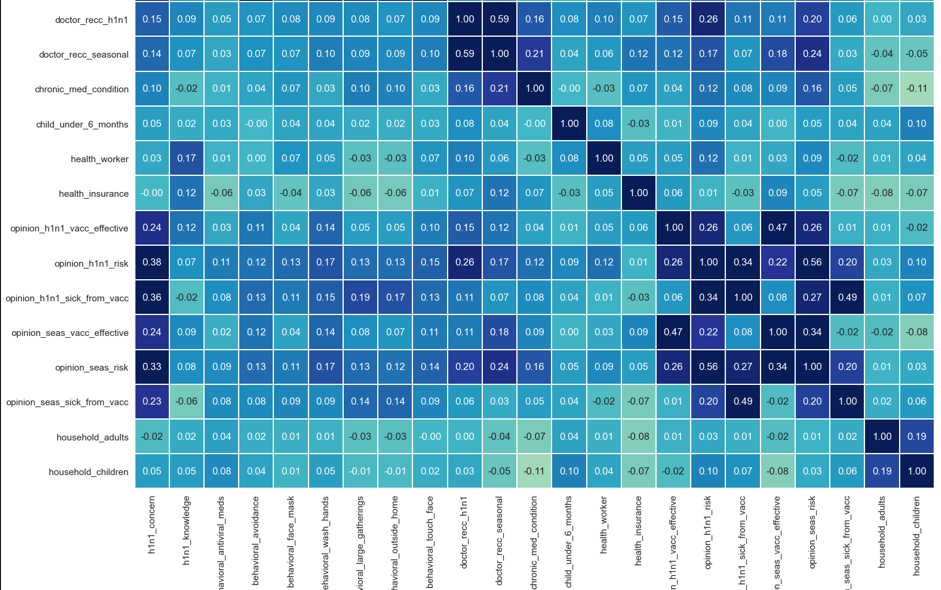 doctor_recc_h1n1 0.15 0.09 0.05 0.07 0.08 0.09 0.08 0.07 0.09 1.00 0.59 0.16 0.08 0.10 0.07 0.15 0.26 0.11 0.11 0.20 0.06 0.00 0.03
doctor_recc_seasonal 0.14 0.07 0.03 0.07 0.07 0.10 0.09 0.09 0.10 0.59 1.00 0.21 0.04 0.06 0.12 0.12 0.17 0.07 0.18 0.24 0.03 -0.04 -0.05
chronic_med_condition 0.10 -0.02 0.01 0.04 0.07 0.03 0.10 0.10 0.03 0.16 0.21 1.00 -0.00 -0.03 0.07 0.04 0.12 0.08 0.09 0.16 0.05 -0.07 -0.11
child_under_6_months 0.05 0.02 0.03 -0.00 0.04 0.04 0.02 0.02 0.03 0.08 0.04 -0.00 1.00 0.08 -0.03 0.01 0.09 0.04 0.00 0.05 0.04 0.04 0.10
health_worker 0.03 0.17 0.01 0.00 0.07 0.05 -0.03 -0.03 0.07 0.10 0.06 -0.03 0.08 1.00 0.05 0.05 0.12 0.01 0.03 0.09 -0.02 0.01 0.04
health_insurance -0.00 0.12 -0.06 0.03 -0.04 0.03 -0.06 -0.06 0.01 0.07 0.12 0.07 -0.03 0.05 1.00 0.06 0.01 -0.03 0.09 0.05 -0.07 -0.08 -0.07
opinion_h1n1_vacc_effective 0.24 0.12 0.03 0.11 0.04 0.14 0.05 0.05 0.10 0.15 0.12 0.04 0.01 0.05 0.06 1.00 0.26 0.06 0.47 0.26 0.01 0.01 -0.02
opinion_h1n1_risk 0.38 0.07 0.11 0.12 0.13 0.17 0.13 0.13 0.15 0.26 0.17 0.12 0.09 0.12 0.01 0.26 1.00 0.34 0.22 0.56 0.20 0.03 0.10
opinion_h1n1_sick_from_vacc 0.36 -0.02 0.08 0.13 0.11 0.15 0.19 0.17 0.13 0.11 0.07 0.08 0.04 0.01 -0.03 0.06 0.34 1.00 0.08 0.27 0.49 0.01 0.07
opinion_seas_vacc_effective 0.24 0.09 0.02 0.12 0.04 0.14 0.08 0.07 0.11 0.11 0.18 0.09 0.00 0.03 0.09 0.47 0.22 0.08 1.00 0.34 -0.02 -0.02 -0.08
opinion_seas_risk 0.33 0.08 0.09 0.13 0.11 0.17 0.13 0.12 0.14 0.20 0.24 0.16 0.05 0.09 0.05 0.26 0.56 0.27 0.34 1.00 0.20 0.01 0.03
opinion_seas_sick_from_vacc 0.23 -0.06 0.08 0.08 0.09 0.09 0.14 0.14 0.09 0.06 0.03 0.05 0.04 -0.02 -0.07 0.01 0.20 0.49 -0.02 0.20 1.00 0.02 0.06
household_adults -0.02 0.02 0.04 0.02 0.01 0.01 -0.03 -0.03 -0.00 0.00 -0.04 -0.07 0.04 0.01 -0.08 0.01 0.03 0.01 -0.02 0.01 0.02 1.00 0.19
household_children 0.05 0.05 0.08 0.04 0.01 0.05 -0.01 -0.01 0.02 0.03 -0.05 -0.11 0.10 0.04 -0.07 -0.02 0.10 0.07 -0.08 0.03 0.06 0.19 1.00
h1n1_concern
h1n1_knowledge
havioral_antiviral_meds
behavioral_avoidance
behavioral_face_mask
ehavioral_wash_hands
vioral_large_gatherings
havioral_outside_home
behavioral_touch_face
doctor_recc_h1n1
doctor_recc_seasonal
chronic_med_condition
child_under_6_months
health_worker
health_insurance
n_h1n1_vacc_effective
opinion_h1n1_risk
_h1n1_sick_from_vacc
on_seas_vacc_effective
opinion_seas_risk
n_seas_sick_from_vacc
household_adults
household_children